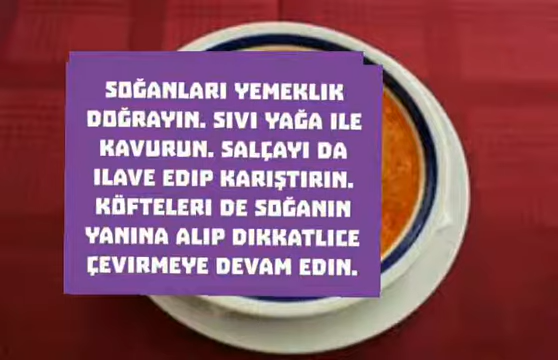 SOĞANLARI YEMEKLIK
DOĞRAYIN. SIVI YAĞA ILE
KAVURUN. SALÇAYI DA
ILAVE EDIP KARIŞTIRIN.
KÖFTELERI DE SOĞANIN
YANINA ALIP DIKKATLICE
ÇEVIRMEYE DEVAM EDIN.